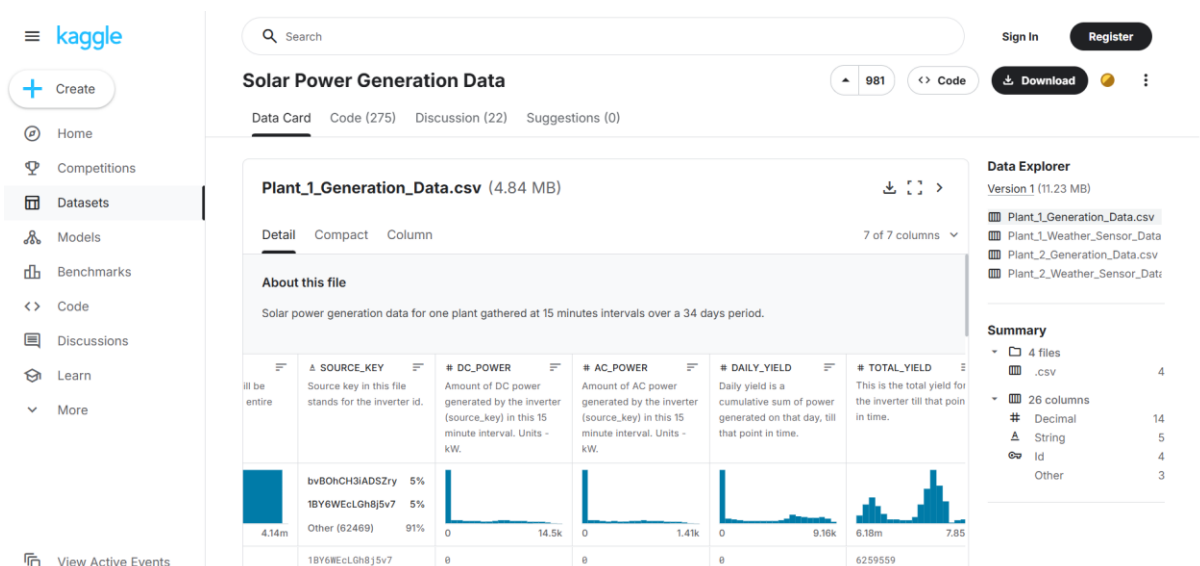 kaggle
Search
Sign In
Register
Create
Home
Competitions
Datasets
Models
Benchmarks
Code
Discussions
Learn
More
View Active Events
Solar Power Generation Data
981
Code
Download
Data Card
Code (275)
Discussion (22)
Suggestions (0)
Plant_1_Generation_Data.csv (4.84 MB)
Detail
Compact
Column
7 of 7 columns
About this file
Solar power generation data for one plant gathered at 15 minutes intervals over a 34 days period.
ill be
entire
4.14m
SOURCE_KEY
Source key in this file
stands for the inverter id.
bvBOhCH3iADSZry 5%
1BY6WEcLGh8j5v7 5%
Other (62469) 91%
1BY6WEcLGh8j5v7
# DC_POWER
Amount of DC power
generated by the inverter
(source_key) in this 15
minute interval. Units -
kW.
0 14.5k
0
# AC_POWER
Amount of AC power
generated by the inverter
(source_key) in this 15
minute interval. Units -
kW.
0 1.41k
0
# DAILY_YIELD
Daily yield is a
cumulative sum of power
generated on that day, till
that point in time.
0 9.16k
0
# TOTAL_YIELD
This is the total yield for
the inverter till that poin
in time.
6.18m 7.85
6259559
Data Explorer
Version 1 (11.23 MB)
Plant_1_Generation_Data.csv
Plant_1_Weather_Sensor_Data
Plant_2_Generation_Data.csv
Plant_2_Weather_Sensor_Data
Summary
4 files
.csv 4
26 columns
# Decimal 14
A String 5
Id 4
Other 3